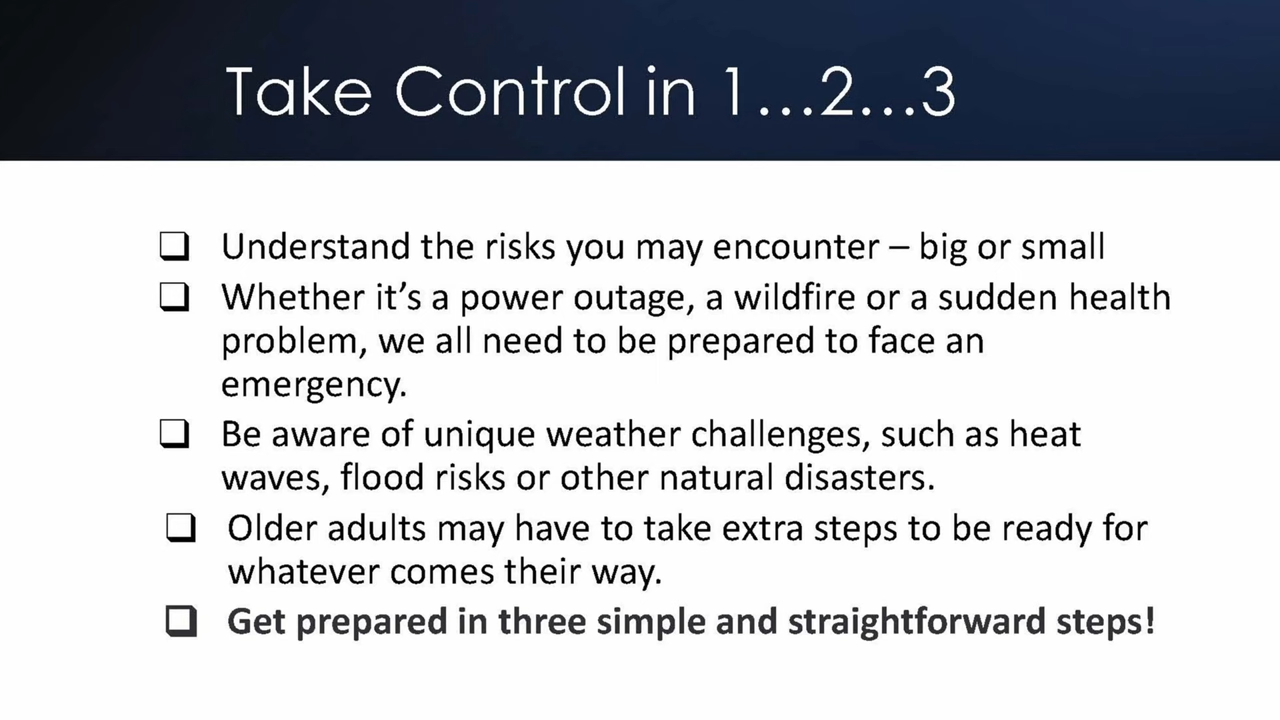 Take Control in 1...2...3
❑ Understand the risks you may encounter – big or small
❑ Whether it’s a power outage, a wildfire or a sudden health
problem, we all need to be prepared to face an
emergency.
❑ Be aware of unique weather challenges, such as heat
waves, flood risks or other natural disasters.
❑ Older adults may have to take extra steps to be ready for
whatever comes their way.
❑ Get prepared in three simple and straightforward steps!